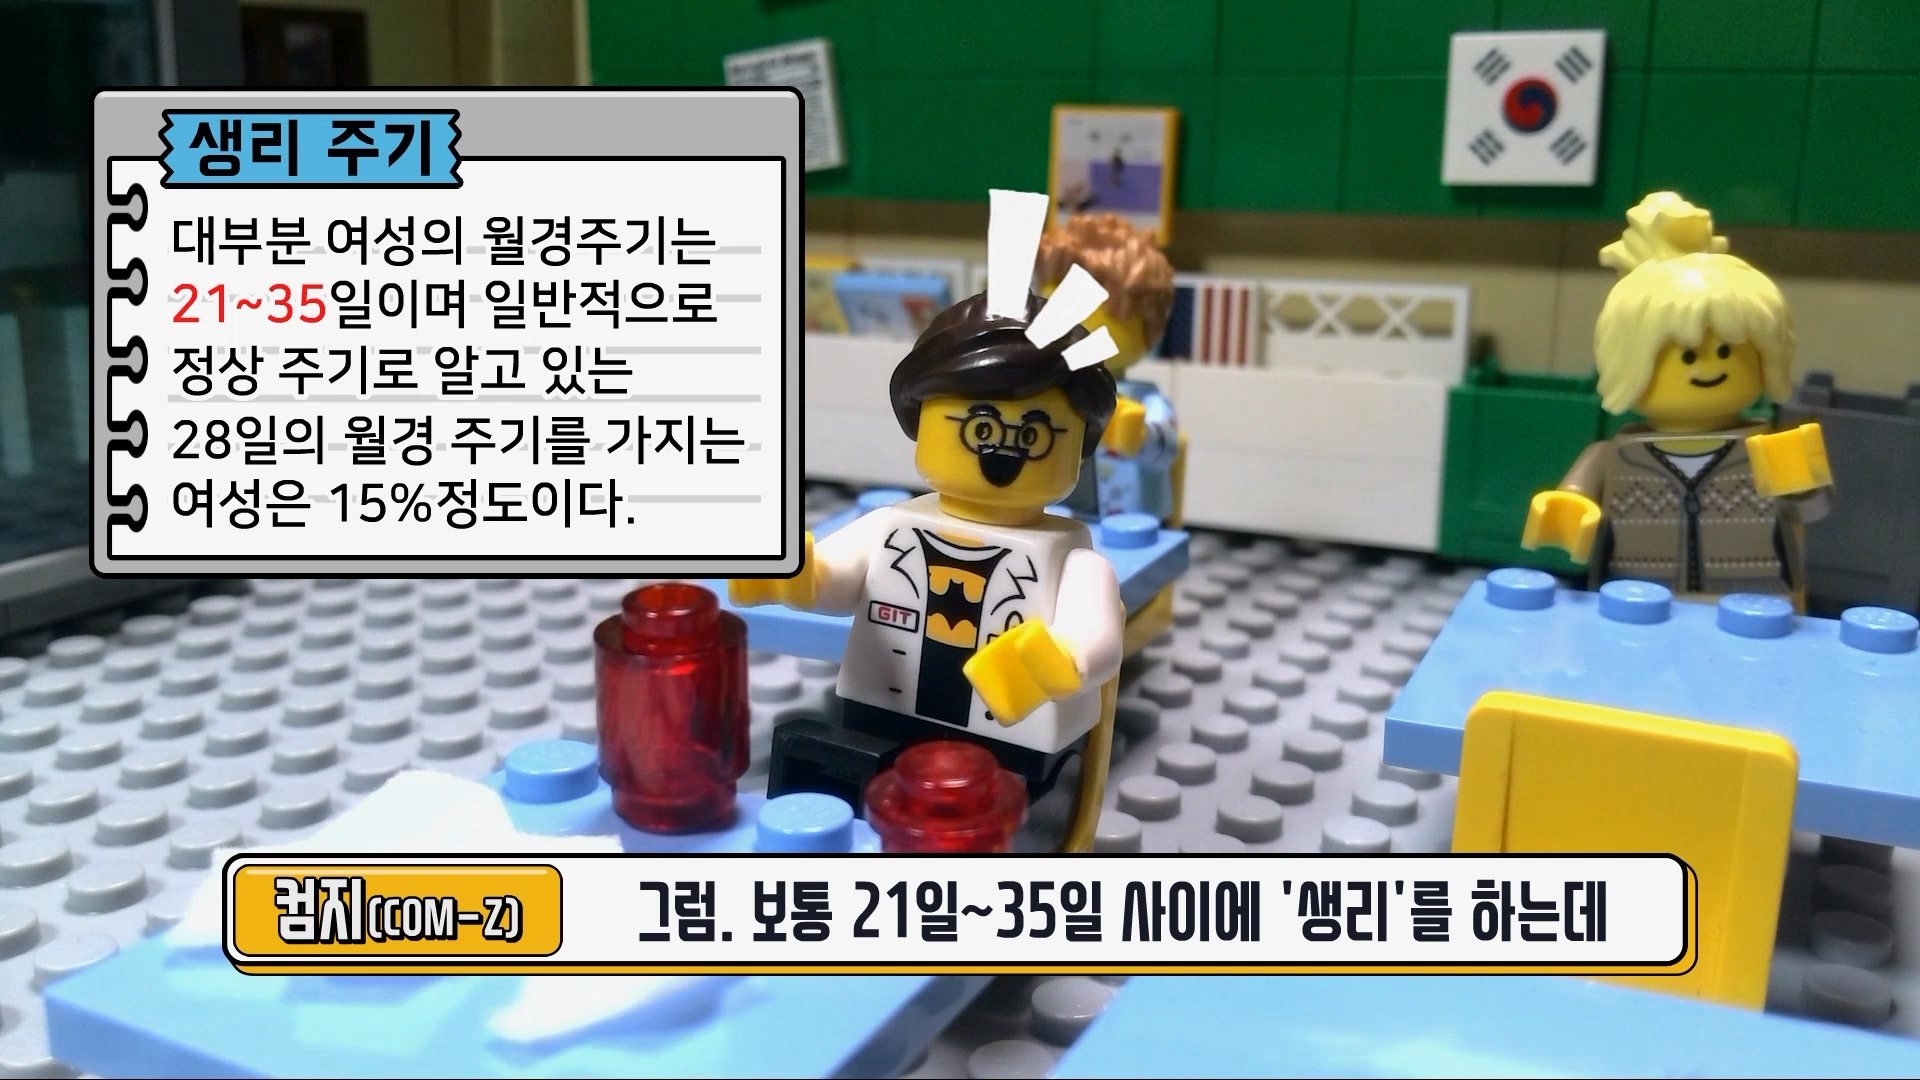 생리 주기
대부분 여성의 월경주기는
21~35일이며 일반적으로
정상 주기로 알고 있는
28일의 월경 주기를 가지는
여성은 15%정도이다.
GIT
컴지(COM-Z)
그럼. 보통 21일~35일 사이에 '생리'를 하는데